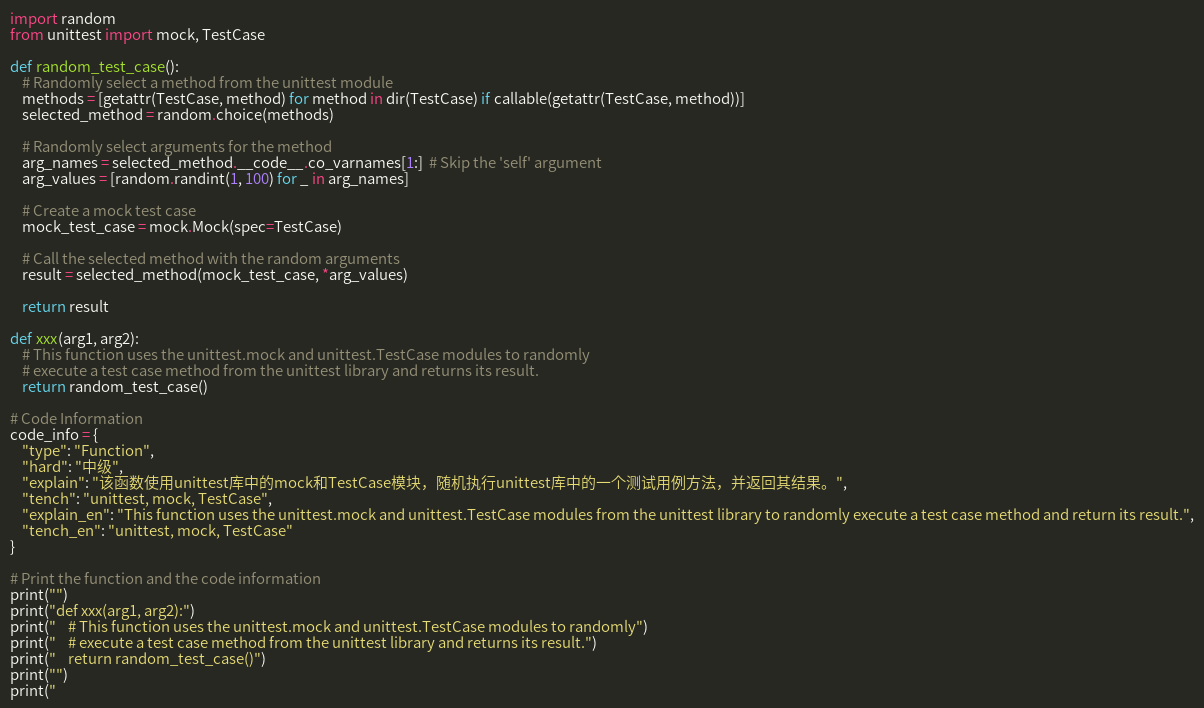 import random
from unittest import mock, TestCase

def random_test_case():
    # Randomly select a method from the unittest module
    methods = [getattr(TestCase, method) for method in dir(TestCase) if callable(getattr(TestCase, method))]
    selected_method = random.choice(methods)

    # Randomly select arguments for the method
    arg_names = selected_method.__code__.co_varnames[1:]  # Skip the 'self' argument
    arg_values = [random.randint(1, 100) for _ in arg_names]

    # Create a mock test case
    mock_test_case = mock.Mock(spec=TestCase)

    # Call the selected method with the random arguments
    result = selected_method(mock_test_case, *arg_values)

    return result

def xxx(arg1, arg2):
    # This function uses the unittest.mock and unittest.TestCase modules to randomly
    # execute a test case method from the unittest library and returns its result.
    return random_test_case()

# Code Information
code_info = {
    "type": "Function",
    "hard": "中级",
    "explain": "该函数使用unittest库中的mock和TestCase模块，随机执行unittest库中的一个测试用例方法，并返回其结果。",
    "tench": "unittest, mock, TestCase",
    "explain_en": "This function uses the unittest.mock and unittest.TestCase modules from the unittest library to randomly execute a test case method and return its result.",
    "tench_en": "unittest, mock, TestCase"
}

# Print the function and the code information
print("")
print("def xxx(arg1, arg2):")
print("    # This function uses the unittest.mock and unittest.TestCase modules to randomly")
print("    # execute a test case method from the unittest library and returns its result.")
print("    return random_test_case()")
print("")
print("